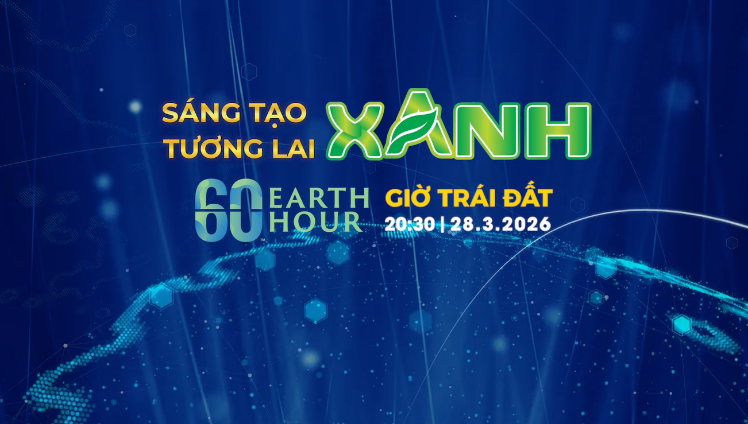 SÁNG TẠO
TƯƠNG LAI XANH
60 EARTH HOUR
GIỜ TRÁI ĐẤT
20:30 | 28.3.2026